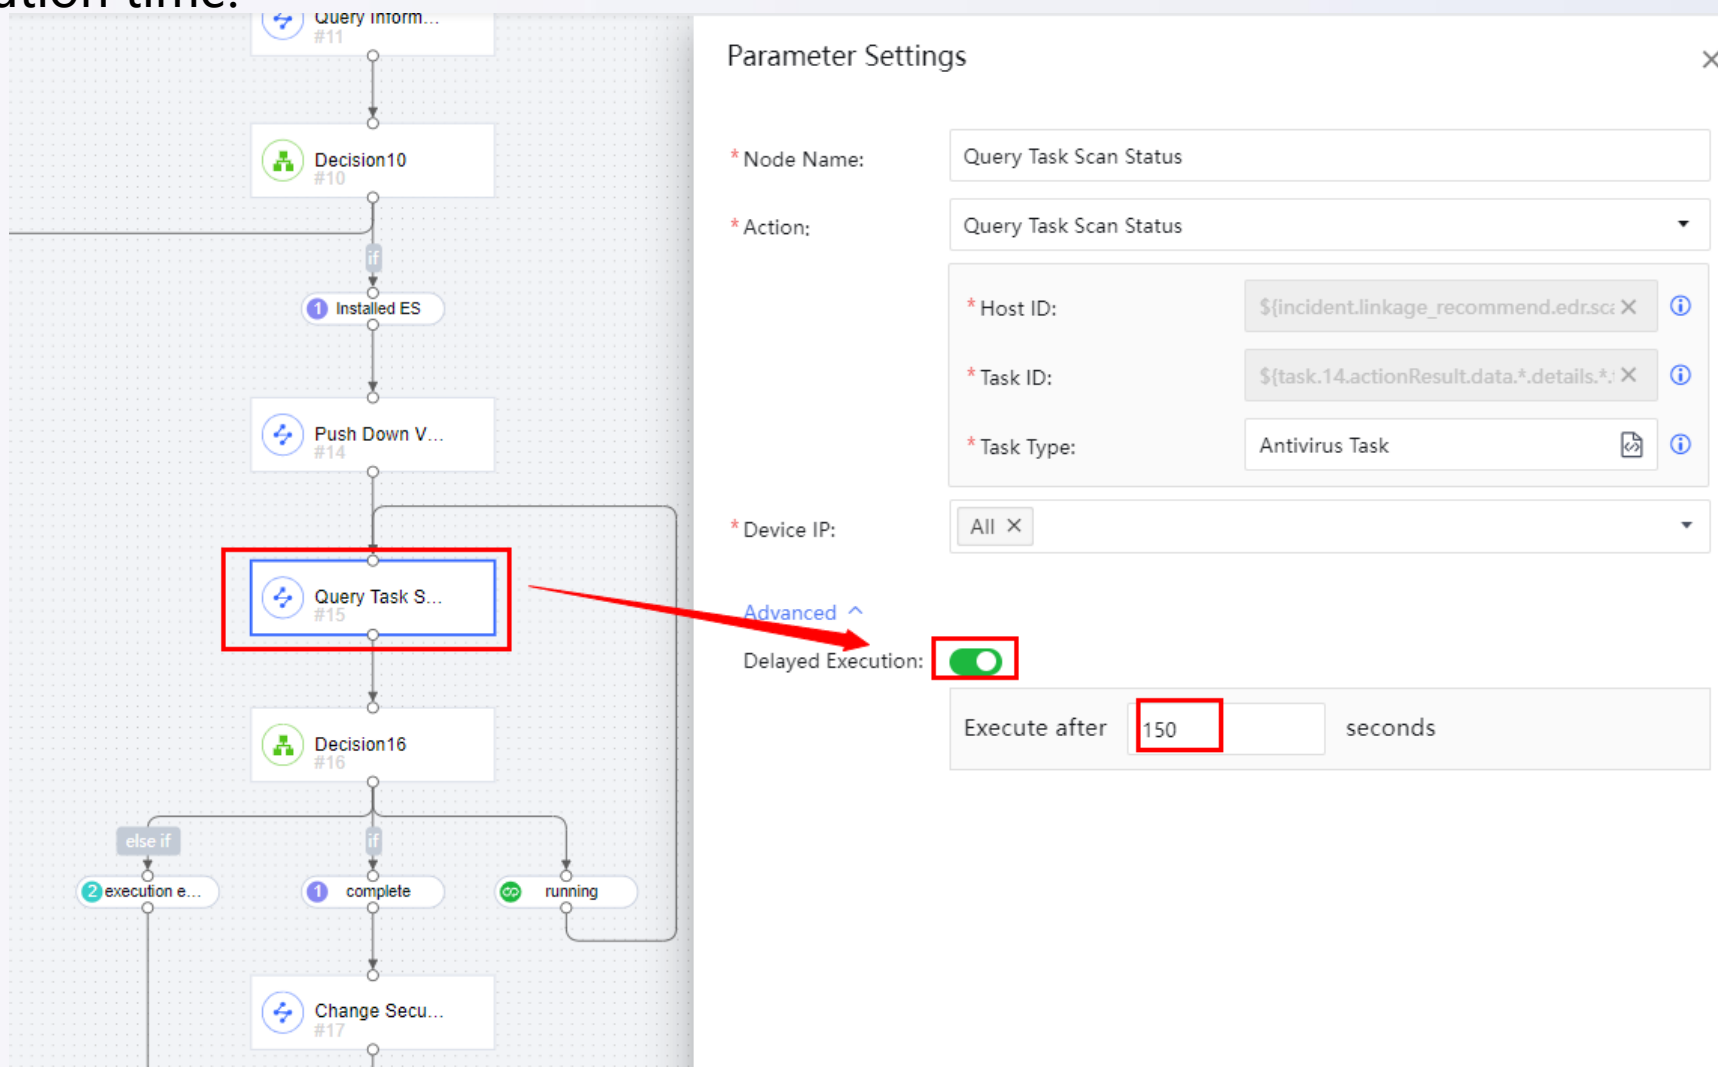 ution time.
Query Inform...
#11
Decision10
#10
if
1 Installed ES
Push Down V...
#14
Query Task S...
#15
Decision16
#16
else if
if
2 execution e...
1 complete
running
Change Secu...
#17
Parameter Settings
* Node Name: Query Task Scan Status
* Action: Query Task Scan Status
* Host ID: ${incident.linkage_recommend.edr.sca
* Task ID: ${task.14.actionResult.data.*.details.*.
* Task Type: Antivirus Task
* Device IP: All
Advanced
Delayed Execution:
Execute after 150 seconds